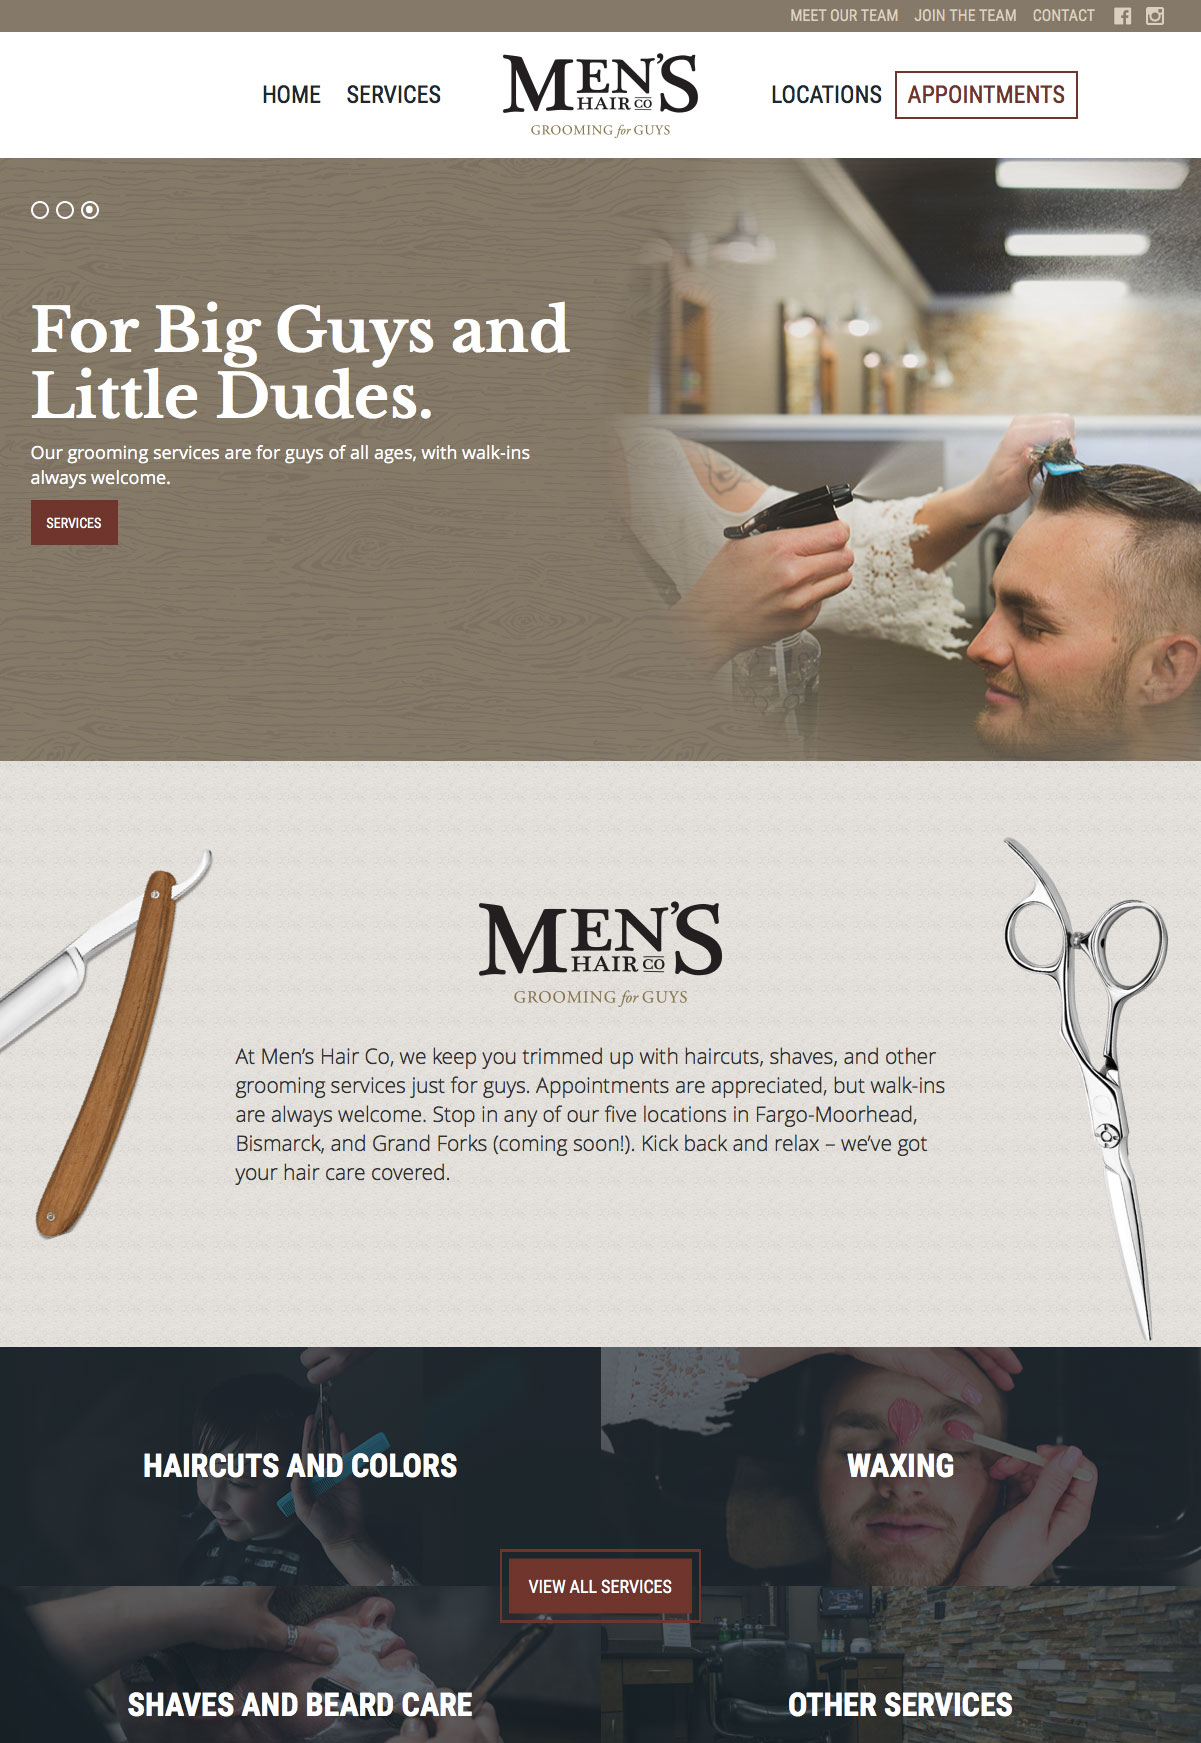 MEET OUR TEAM JOIN THE TEAM CONTACT
HOME SERVICES
MEN'S
HAIR CO
GROOMING for GUYS
LOCATIONS APPOINTMENTS
For Big Guys and
Little Dudes.
Our grooming services are for guys of all ages, with walk-ins
always welcome.
SERVICES
MEN'S
HAIR CO
GROOMING for GUYS
At Men’s Hair Co, we keep you trimmed up with haircuts, shaves, and other
grooming services just for guys. Appointments are appreciated, but walk-ins
are always welcome. Stop in any of our five locations in Fargo-Moorhead,
Bismarck, and Grand Forks (coming soon!). Kick back and relax – we’ve got
your hair care covered.
HAIRCUTS AND COLORS
WAXING
VIEW ALL SERVICES
SHAVES AND BEARD CARE
OTHER SERVICES